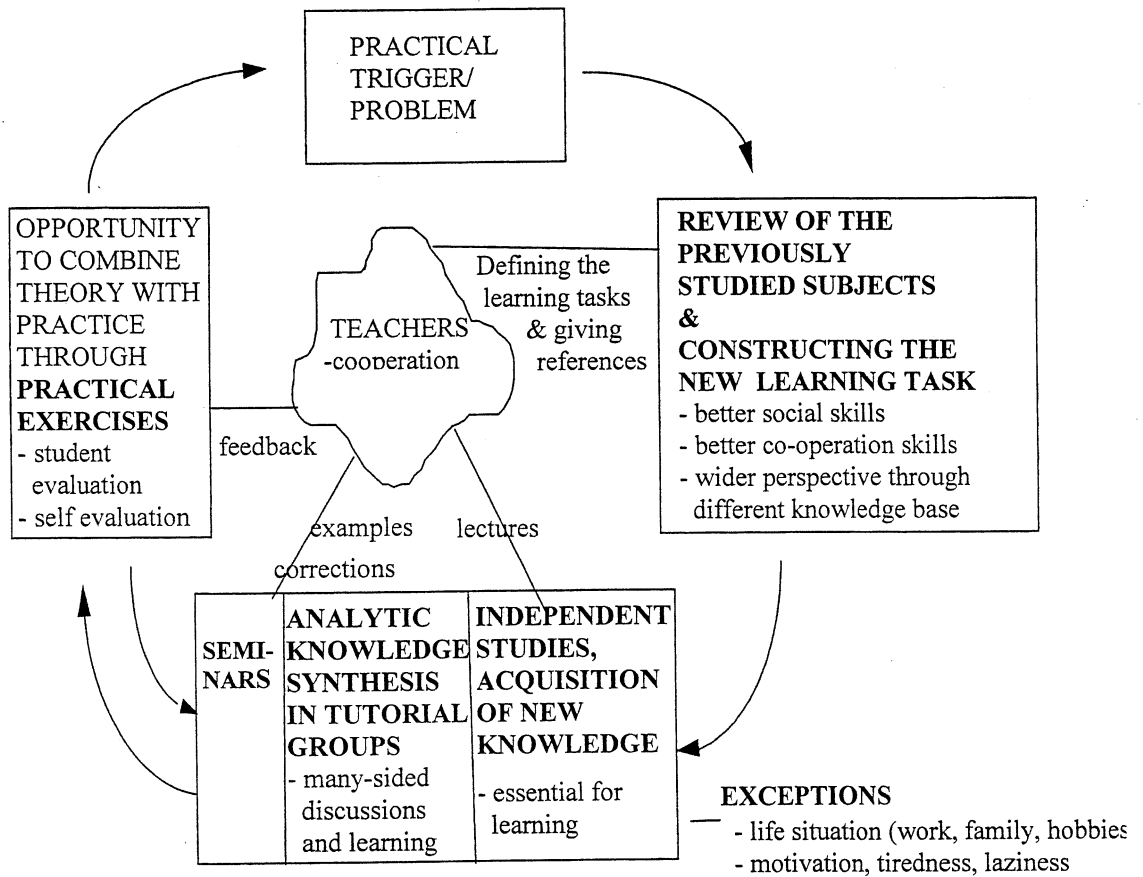 PRACTICAL
TRIGGER/
PROBLEM
OPPORTUNITY
TO COMBINE
THEORY WITH
PRACTICE
THROUGH
PRACTICAL
EXERCISES
- student
evaluation
- self evaluation
TEACHERS
-cooperation
Defining the
learning tasks
& giving
references
REVIEW OF THE
PREVIOUSLY
STUDIED SUBJECTS
&
CONSTRUCTING THE
NEW LEARNING TASK
- better social skills
- better co-operation skills
- wider perspective through
different knowledge base
feedback
examples
corrections
lectures
SEMI-
NARS
ANALYTIC
KNOWLEDGE
SYNTHESIS
IN TUTORIAL
GROUPS
- many-sided
discussions
and learning
INDEPENDENT
STUDIES,
ACQUISITION
OF NEW
KNOWLEDGE
- essential for
learning
EXCEPTIONS
- life situation (work, family, hobbies
- motivation, tiredness, laziness